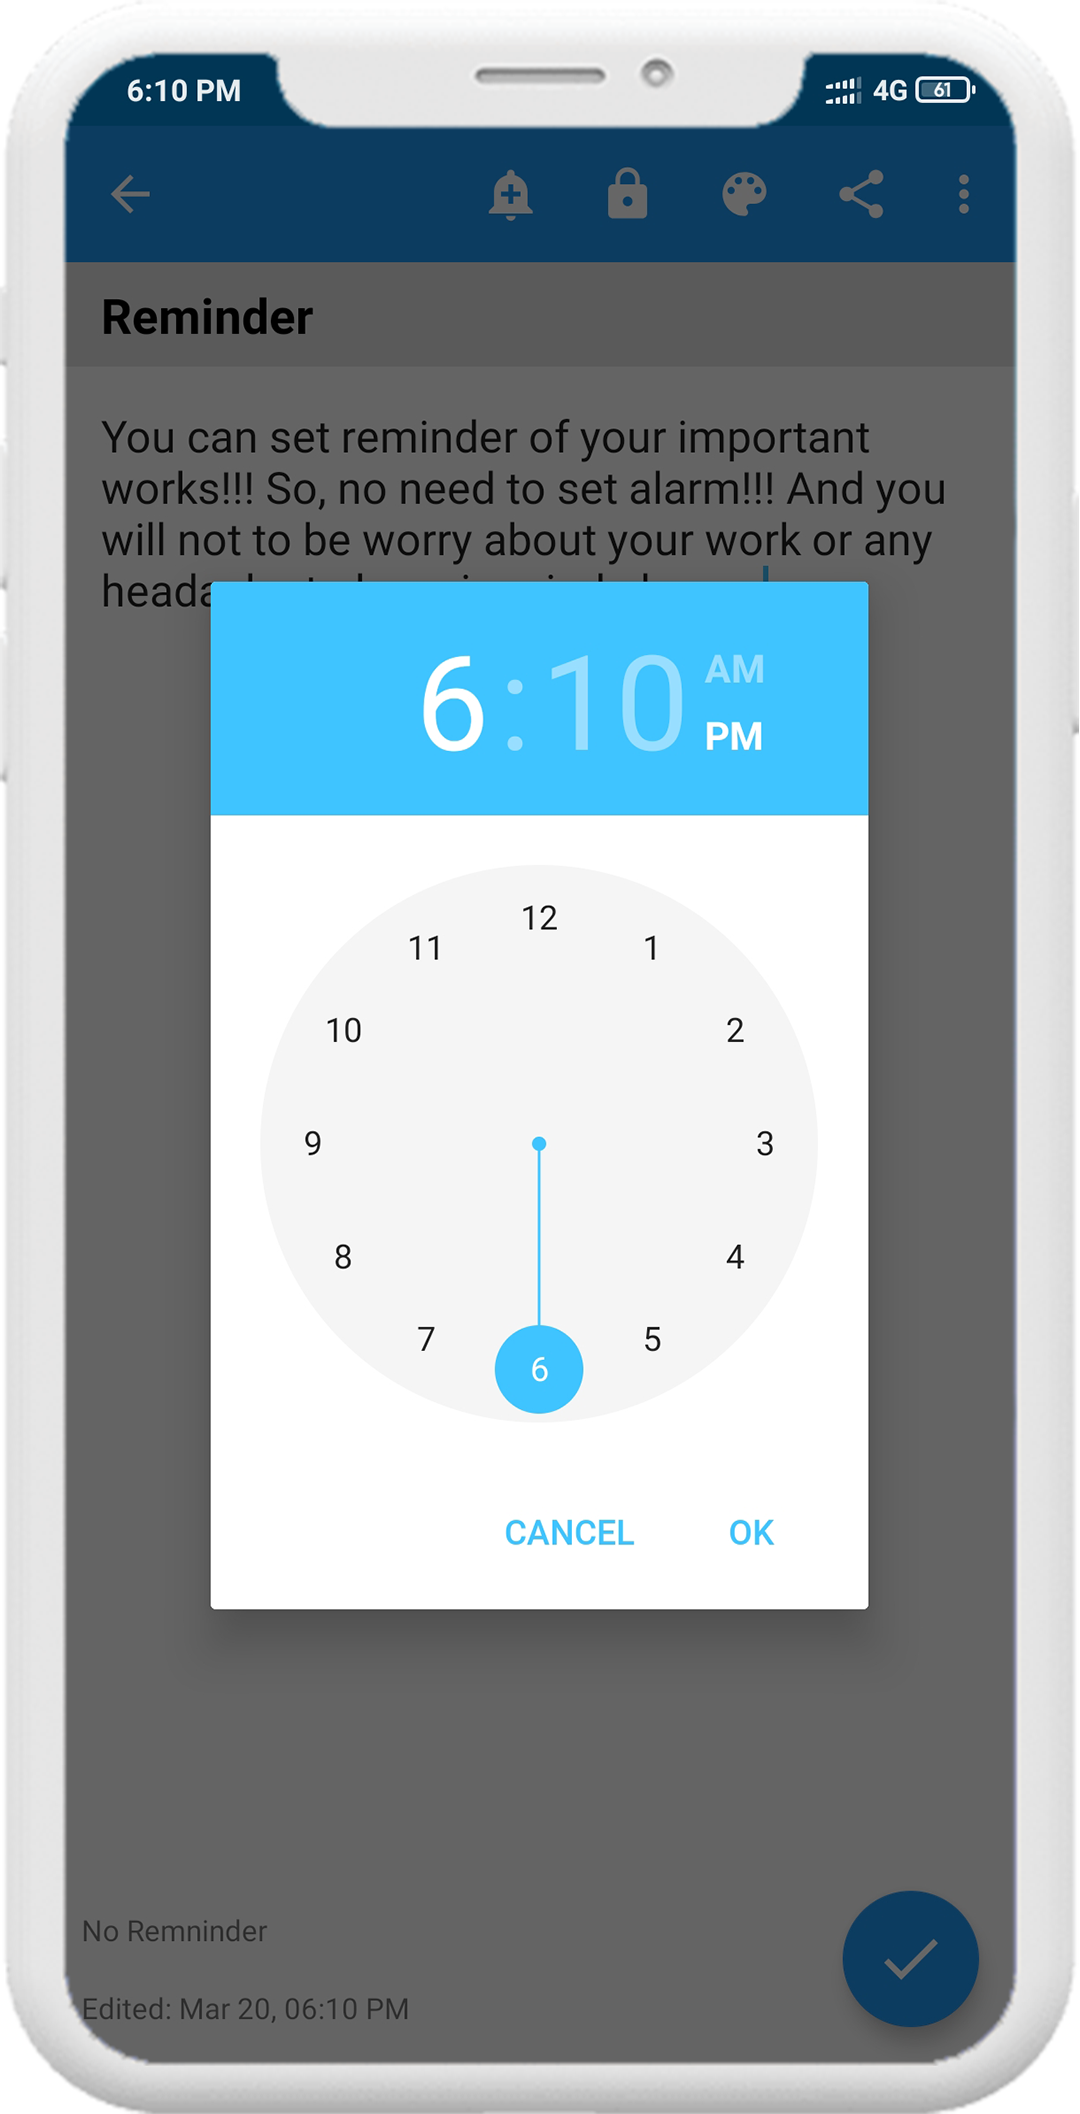 6:10 PM
4G 61
Reminder
You can set reminder of your important
works!!! So, no need to set alarm!!! And you
will not to be worry about your work or any
6:10
AM
PM
12
1
2
3
4
5
6
7
8
9
10
11
CANCEL
OK
No Remninder
Edited: Mar 20, 06:10 PM